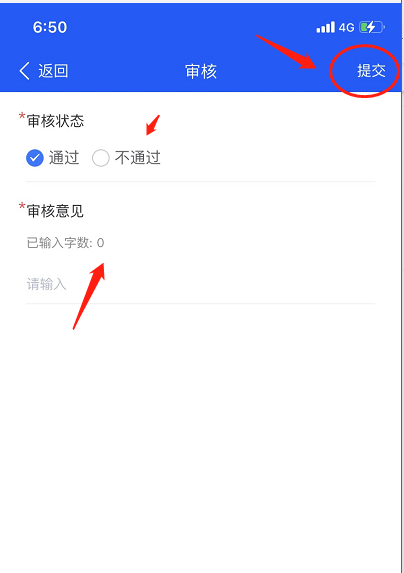 6:50 4G
返回 审核 提交
*审核状态
通过 不通过
*审核意见
已输入字数: 0
请输入